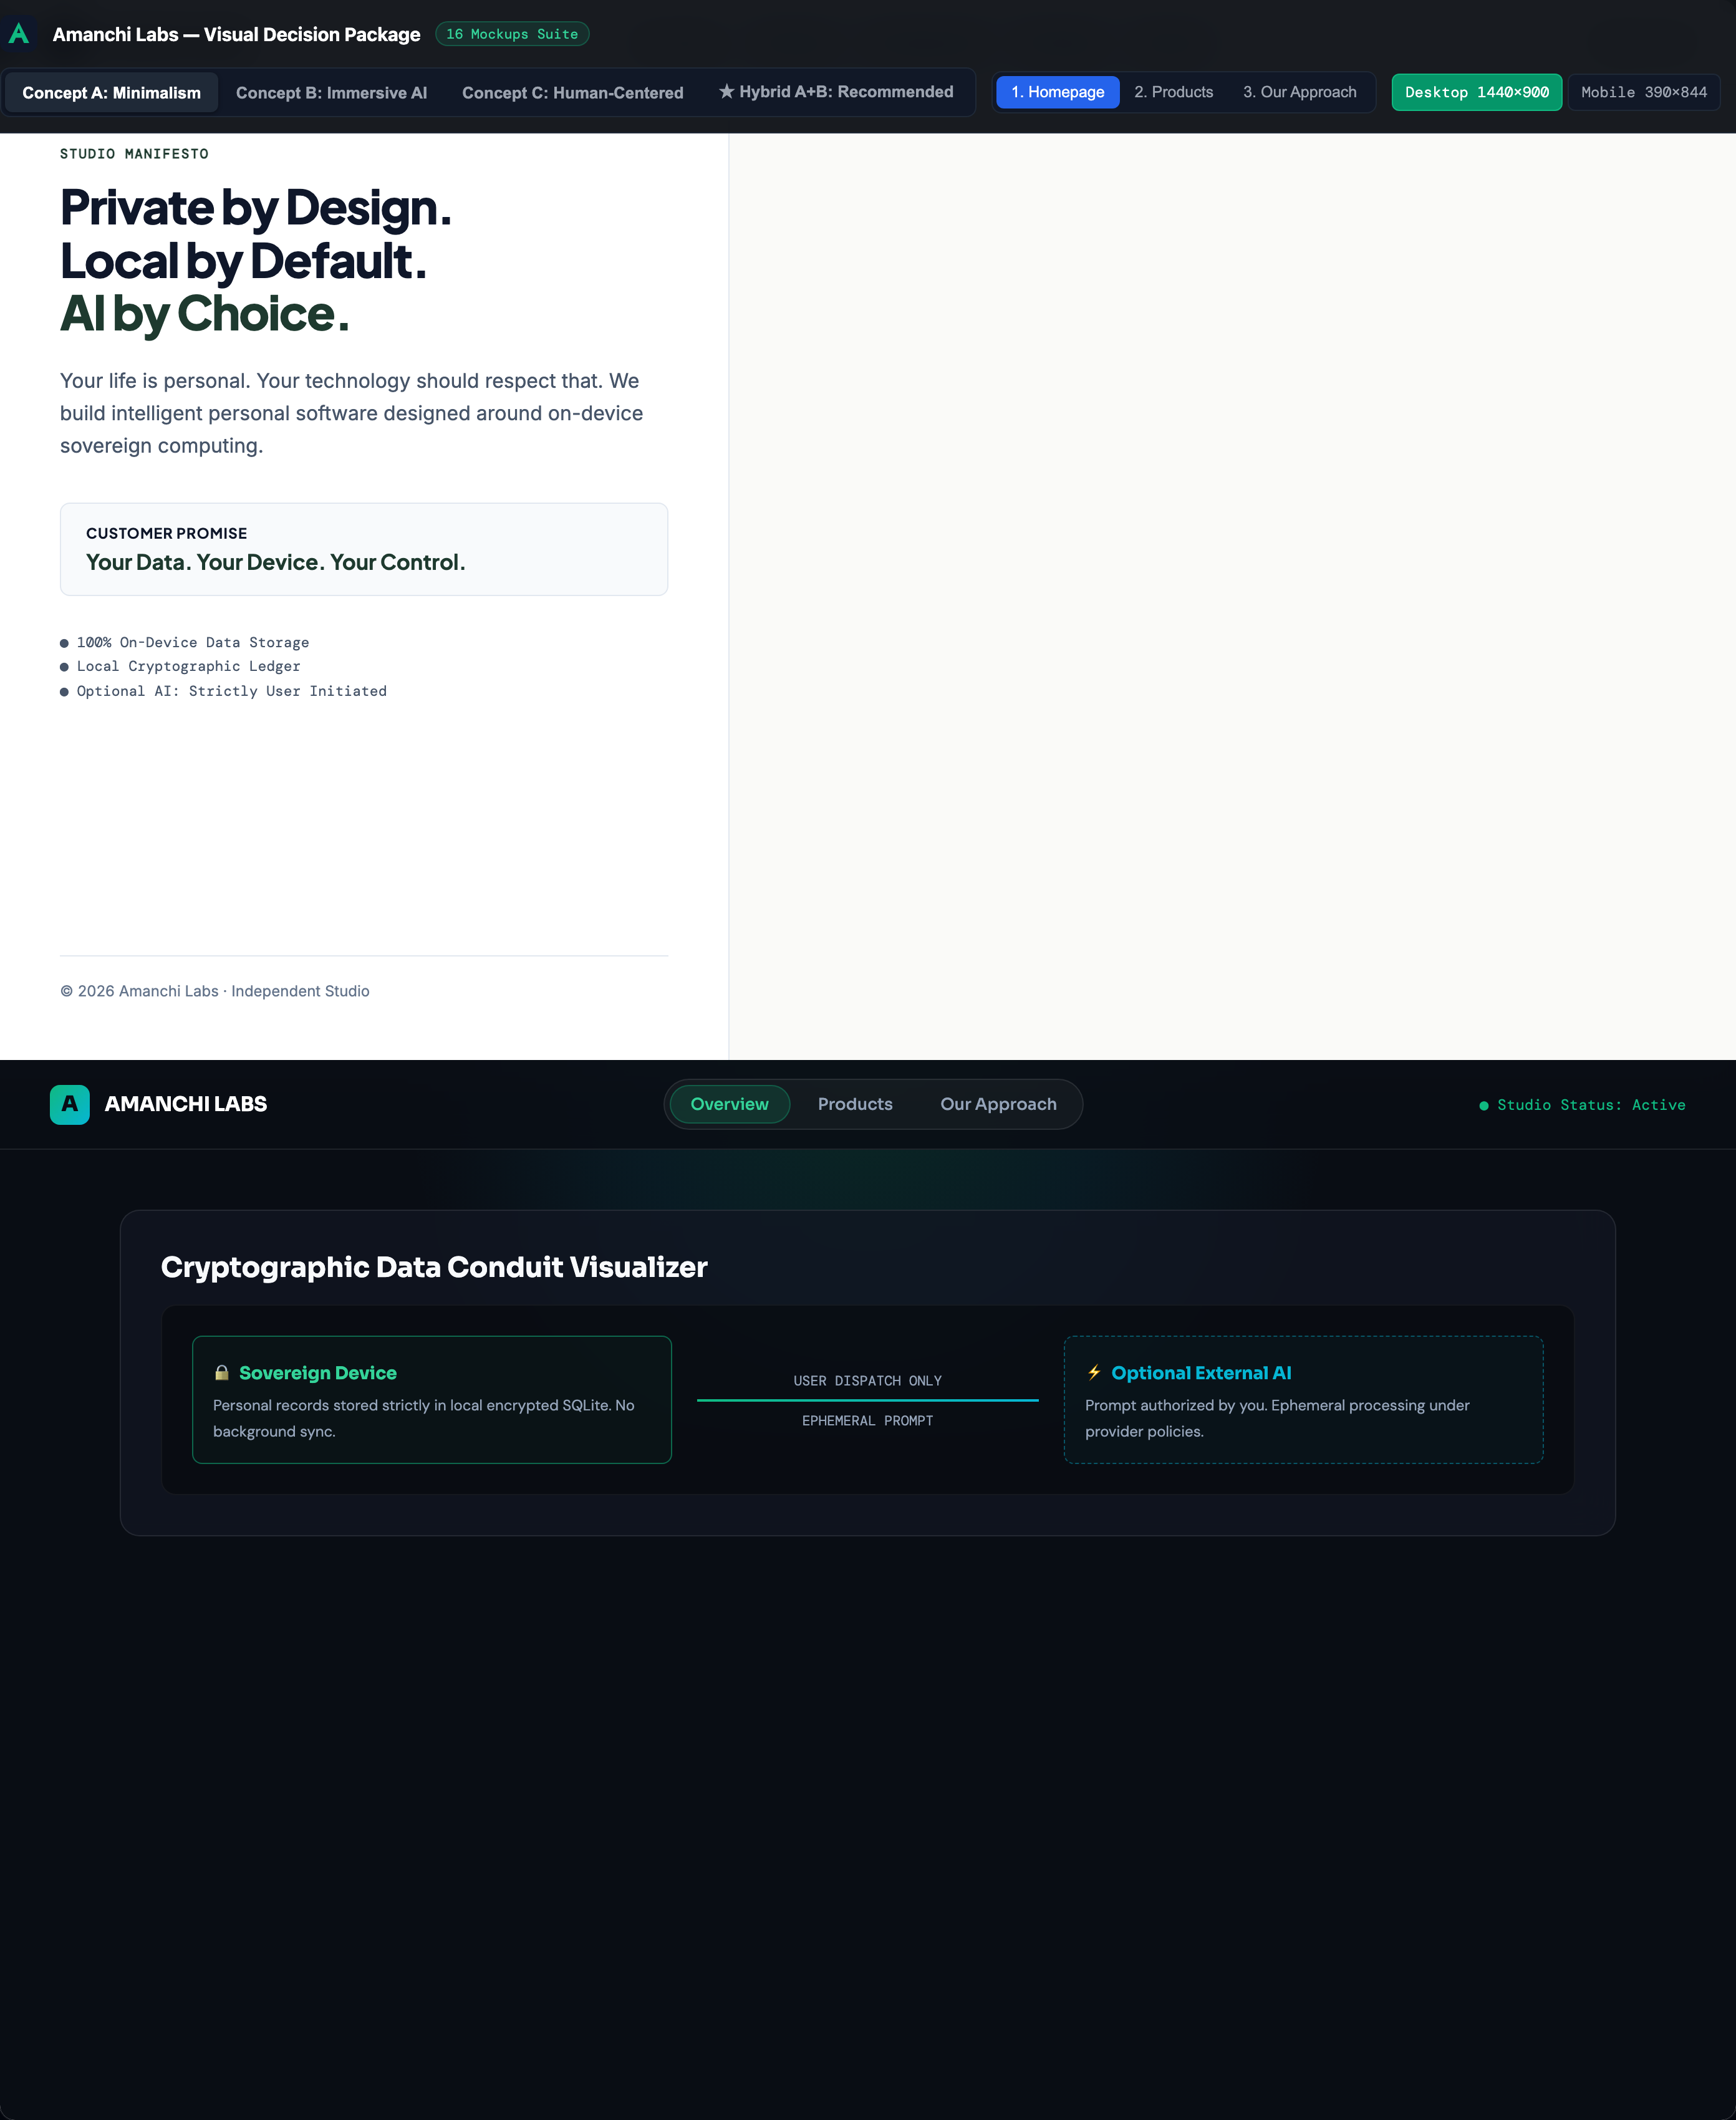 A Amanchi Labs — Visual Decision Package 16 Mockups Suite
Concept A: Minimalism Concept B: Immersive AI Concept C: Human-Centered ★ Hybrid A+B: Recommended 1. Homepage 2. Products 3. Our Approach Desktop 1440×900 Mobile 390×844
STUDIO MANIFESTO
Private by Design.
Local by Default.
AI by Choice.
Your life is personal. Your technology should respect that. We
build intelligent personal software designed around on-device
sovereign computing.
CUSTOMER PROMISE
Your Data. Your Device. Your Control.
● 100% On-Device Data Storage
● Local Cryptographic Ledger
● Optional AI: Strictly User Initiated
© 2026 Amanchi Labs · Independent Studio
A AMANCHI LABS Overview Products Our Approach ● Studio Status: Active
Cryptographic Data Conduit Visualizer
🔒 Sovereign Device
Personal records stored strictly in local encrypted SQLite. No
background sync.
USER DISPATCH ONLY
EPHEMERAL PROMPT
⚡ Optional External AI
Prompt authorized by you. Ephemeral processing under
provider policies.